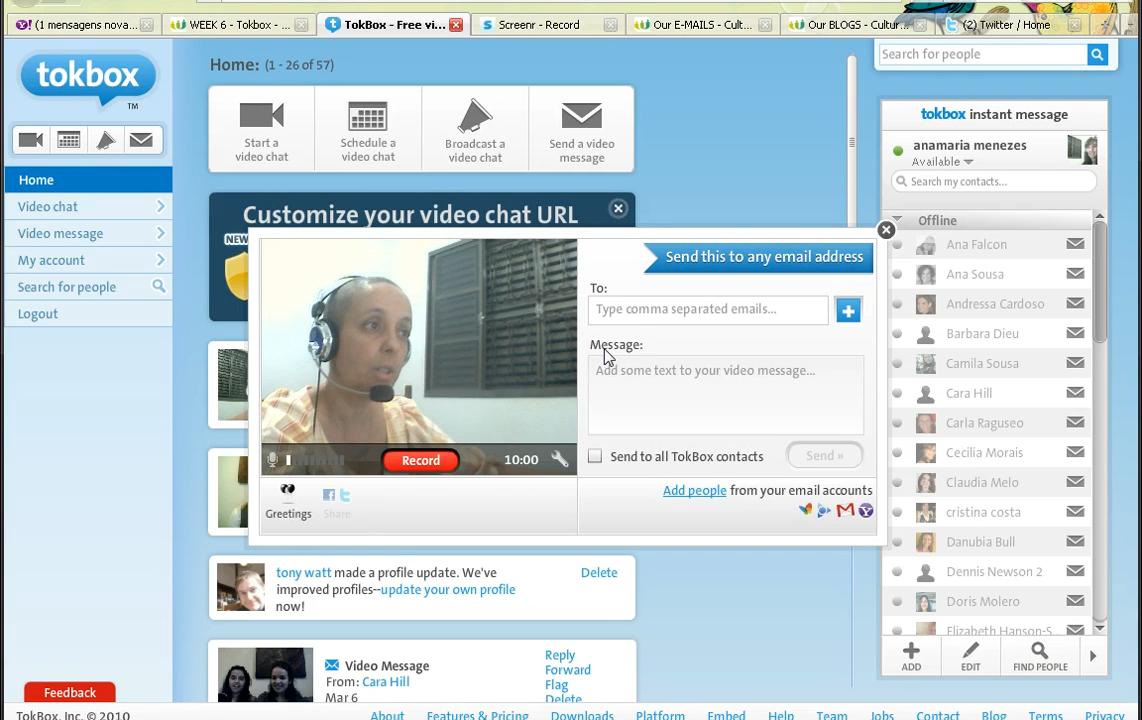 (1 mensagens nova...
WEEK 6 - Tokbox - ...
TokBox - Free vi...
Screenr - Record
Our E-MAILS - Cult...
Our BLOGS - Cultur...
(2) Twitter / Home
tokbox
TM
Home: (1 - 26 of 57)
Search for people
Start a
video chat
Schedule a
video chat
Broadcast a
video chat
Send a video
message
tokbox instant message
anamaria menezes
Available
Search my contacts...
Home
Video chat
Video message
My account
Search for people
Logout
Customize your video chat URL
NEW
Send this to any email address
To:
Type comma separated emails...
Message:
Add some text to your video message...
Record
10:00
Send to all TokBox contacts
Send »
Greetings
Share
Add people from your email accounts
Offline
Ana Falcon
Ana Sousa
Andressa Cardoso
Barbara Dieu
Camila Sousa
Cara Hill
Carla Raguseo
Cecilia Morais
Claudia Melo
cristina costa
Danubia Bull
Dennis Newson 2
Doris Molero
Elizabeth Hanson-S...
ADD
EDIT
FIND PEOPLE
tony watt made a profile update. We've
improved profiles--update your own profile
now!
Delete
Video Message
From: Cara Hill
Mar 6
Reply
Forward
Flag
Delete
Feedback
TokBox, Inc. © 2010
About
Features & Pricing
Downloads
Platform
Embed
Help
Team
Jobs
Contact
Blog
Terms
Privacy